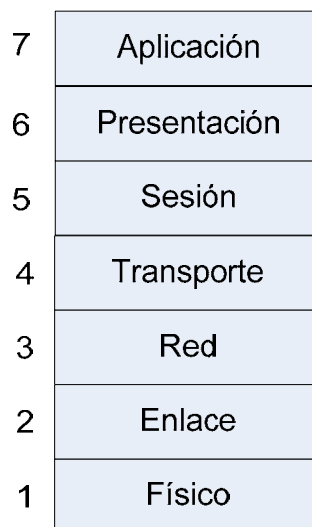 7 Aplicación
6 Presentación
5 Sesión
4 Transporte
3 Red
2 Enlace
1 Físico